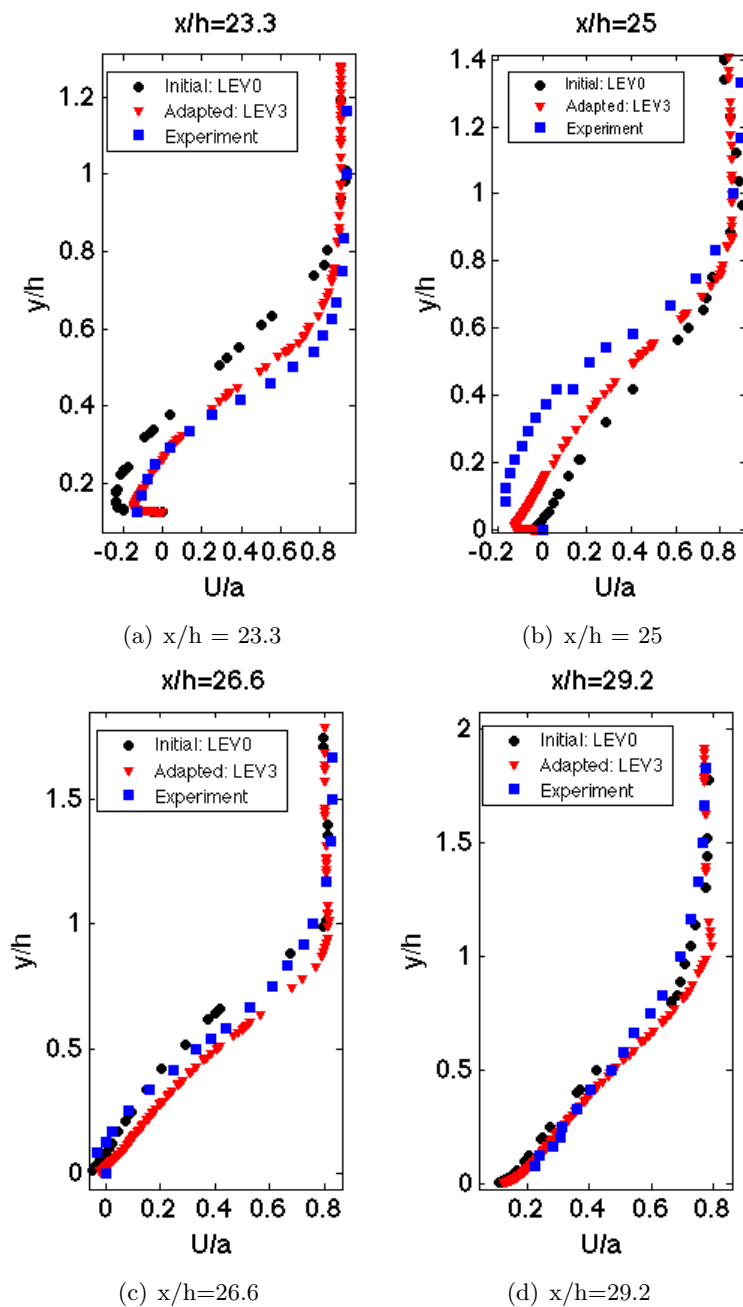 x/h=23.3
Initial: LEV0
Adapted: LEV3
Experiment
1.2
1
0.8
0.6
0.4
0.2
y/h
-0.2 0 0.2 0.4 0.6 0.8
U/a
(a) x/h = 23.3
x/h=25
Initial: LEV0
Adapted: LEV3
Experiment
1.4
1.2
1
0.8
0.6
0.4
0.2
0
y/h
-0.2 0 0.2 0.4 0.6 0.8
U/a
(b) x/h = 25
x/h=26.6
Initial: LEV0
Adapted: LEV3
Experiment
1.5
1
0.5
0
y/h
0 0.2 0.4 0.6 0.8
U/a
(c) x/h=26.6
x/h=29.2
Initial: LEV0
Adapted: LEV3
Experiment
2
1.5
1
0.5
0
y/h
0.2 0.4 0.6 0.8
U/a
(d) x/h=29.2